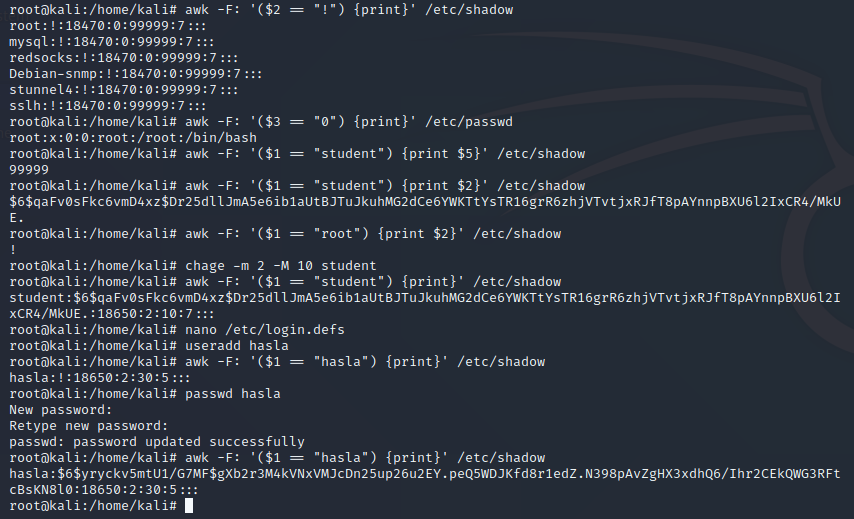 root@kali:/home/kali# awk -F: '($2 == "!") {print}' /etc/shadow
root:!:18470:0:99999:7:::
mysql:!:18470:0:99999:7:::
redsocks:!:18470:0:99999:7:::
Debian-snmp:!:18470:0:99999:7:::
stunnel4:!:18470:0:99999:7:::
sslh:!:18470:0:99999:7:::
root@kali:/home/kali# awk -F: '($3 == "0") {print}' /etc/passwd
root:x:0:0:root:/root:/bin/bash
root@kali:/home/kali# awk -F: '($1 == "student") {print $5}' /etc/shadow
99999
root@kali:/home/kali# awk -F: '($1 == "student") {print $2}' /etc/shadow
$6$qaFv0sFkc6vmD4xz$Dr25dllJmA5e6ib1aUtBJTuJkuhMG2dCe6YWKTtYsTR16grR6zhjVTvtjxRJfT8pAYnnpBXU6l2IxCR4/MkU
E.
root@kali:/home/kali# awk -F: '($1 == "root") {print $2}' /etc/shadow
!
root@kali:/home/kali# chage -m 2 -M 10 student
root@kali:/home/kali# awk -F: '($1 == "student") {print}' /etc/shadow
student:$6$qaFv0sFkc6vmD4xz$Dr25dllJmA5e6ib1aUtBJTuJkuhMG2dCe6YWKTtYsTR16grR6zhjVTvtjxRJfT8pAYnnpBXU6l2I
xCR4/MkUE.:18650:2:10:7:::
root@kali:/home/kali# nano /etc/login.defs
root@kali:/home/kali# useradd hasla
root@kali:/home/kali# awk -F: '($1 == "hasla") {print}' /etc/shadow
hasla:!:18650:2:30:5:::
root@kali:/home/kali# passwd hasla
New password:
Retype new password:
passwd: password updated successfully
root@kali:/home/kali# awk -F: '($1 == "hasla") {print}' /etc/shadow
hasla:$6$yryckv5mtU1/G7MF$gXb2r3M4kVNxVMJcDn25up26u2EY.peQ5WDJKfd8r1edZ.N398pAvZgHX3xdhQ6/Ihr2CEkQWG3RFt
cBsKN8l0:18650:2:30:5:::
root@kali:/home/kali#